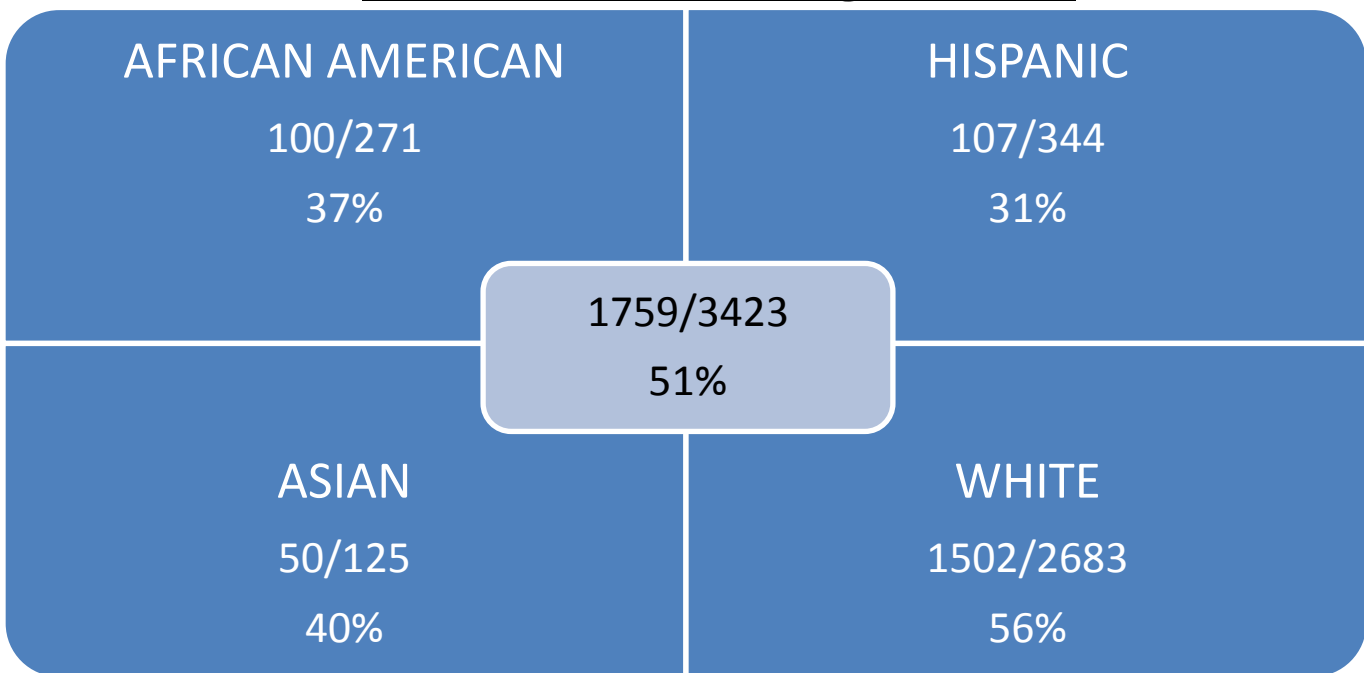 AFRICAN AMERICAN
100/271
37%
HISPANIC
107/344
31%
1759/3423
51%
ASIAN
50/125
40%
WHITE
1502/2683
56%